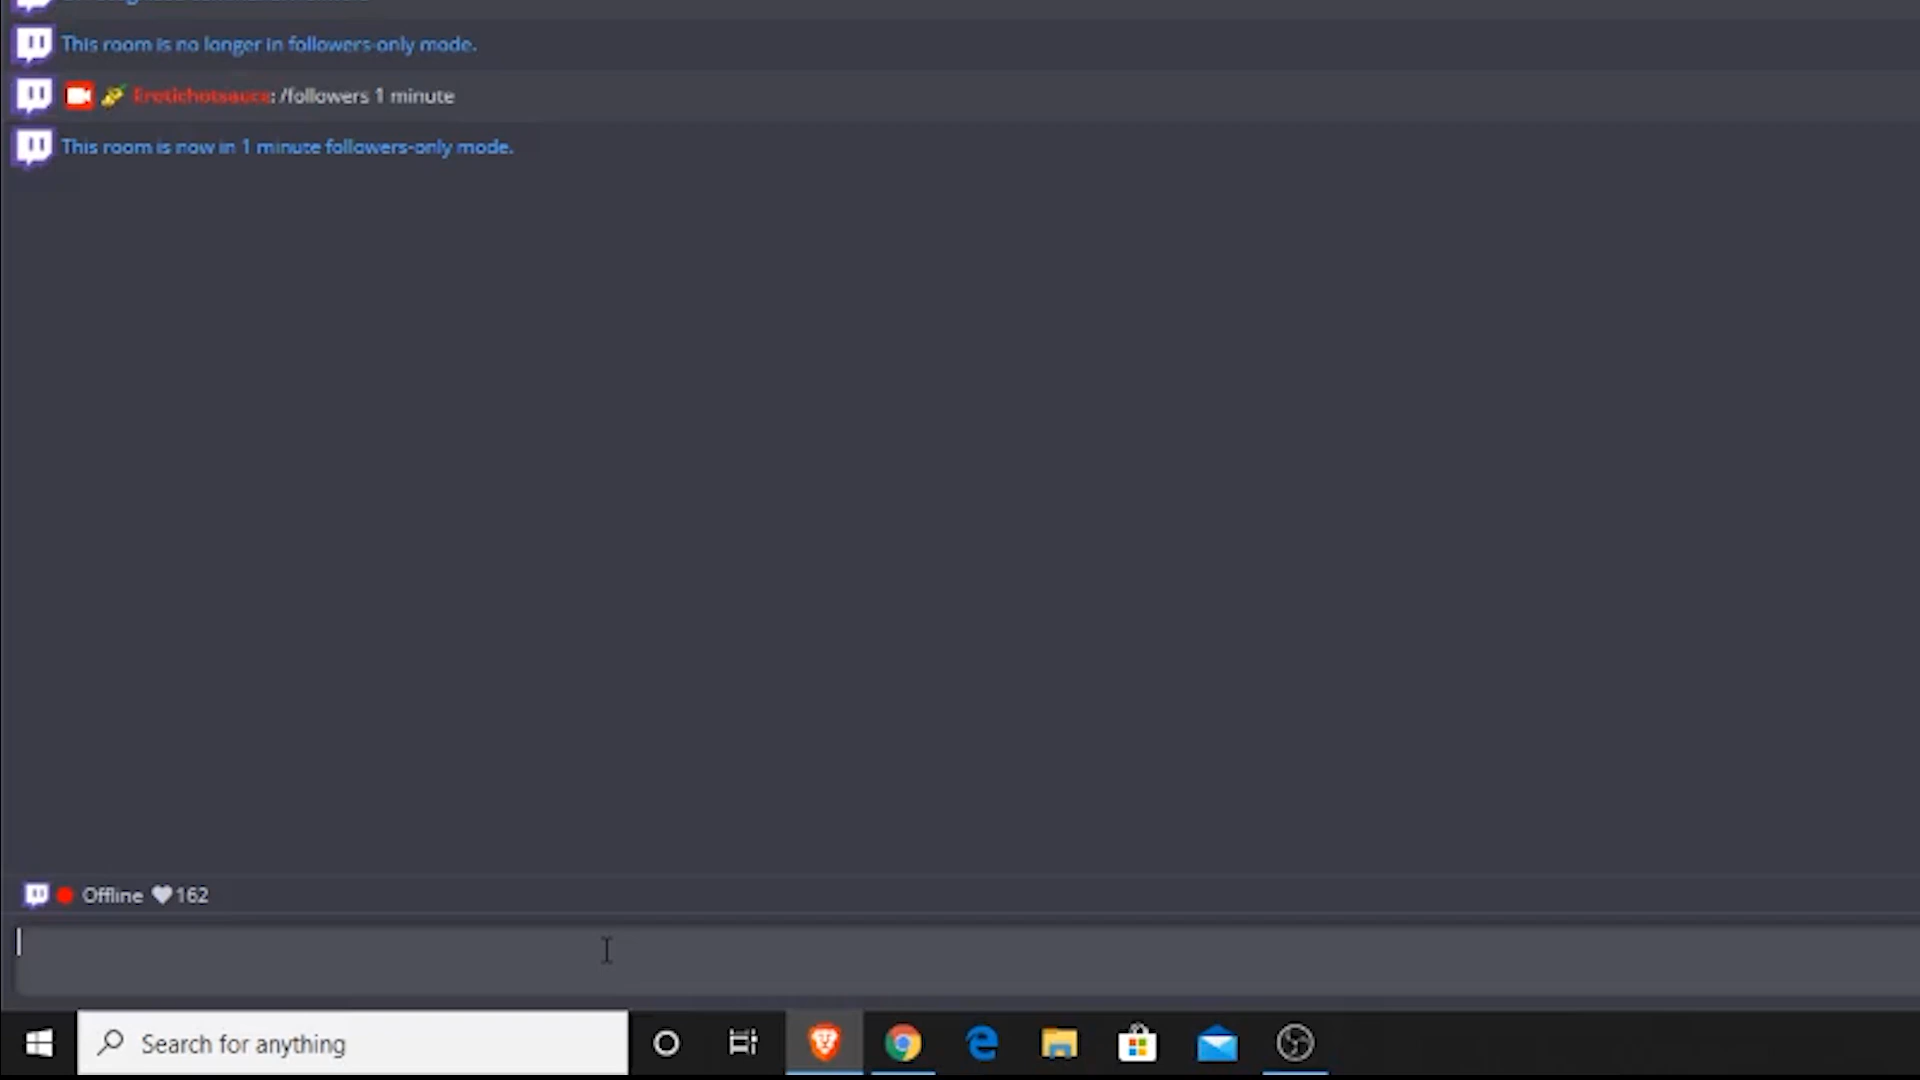 This room is no longer in followers-only mode.
Erotichotsauce: /followers 1 minute
This room is now in 1 minute followers-only mode.
Offline 162
Search for anything